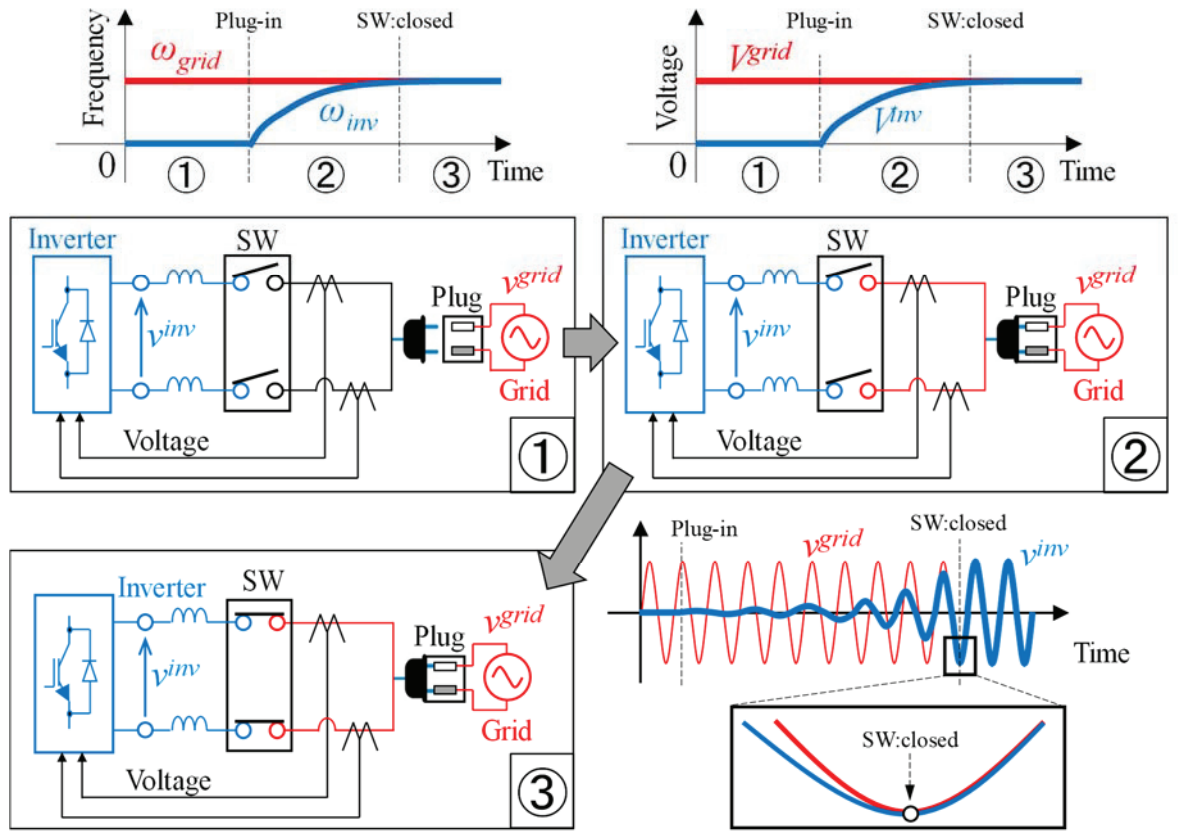 Plug-in
SW:closed
Frequency
ω_grid
ω_inv
0
①
②
③
Time
Plug-in
SW:closed
Voltage
V^grid
V^inv
0
①
②
③
Time
Inverter
SW
v^inv
Plug
v^grid
Grid
Voltage
①
Inverter
SW
v^inv
Plug
v^grid
Grid
Voltage
②
Inverter
SW
v^inv
Plug
v^grid
Grid
Voltage
③
Plug-in
SW:closed
v^grid
v^inv
Time
SW:closed